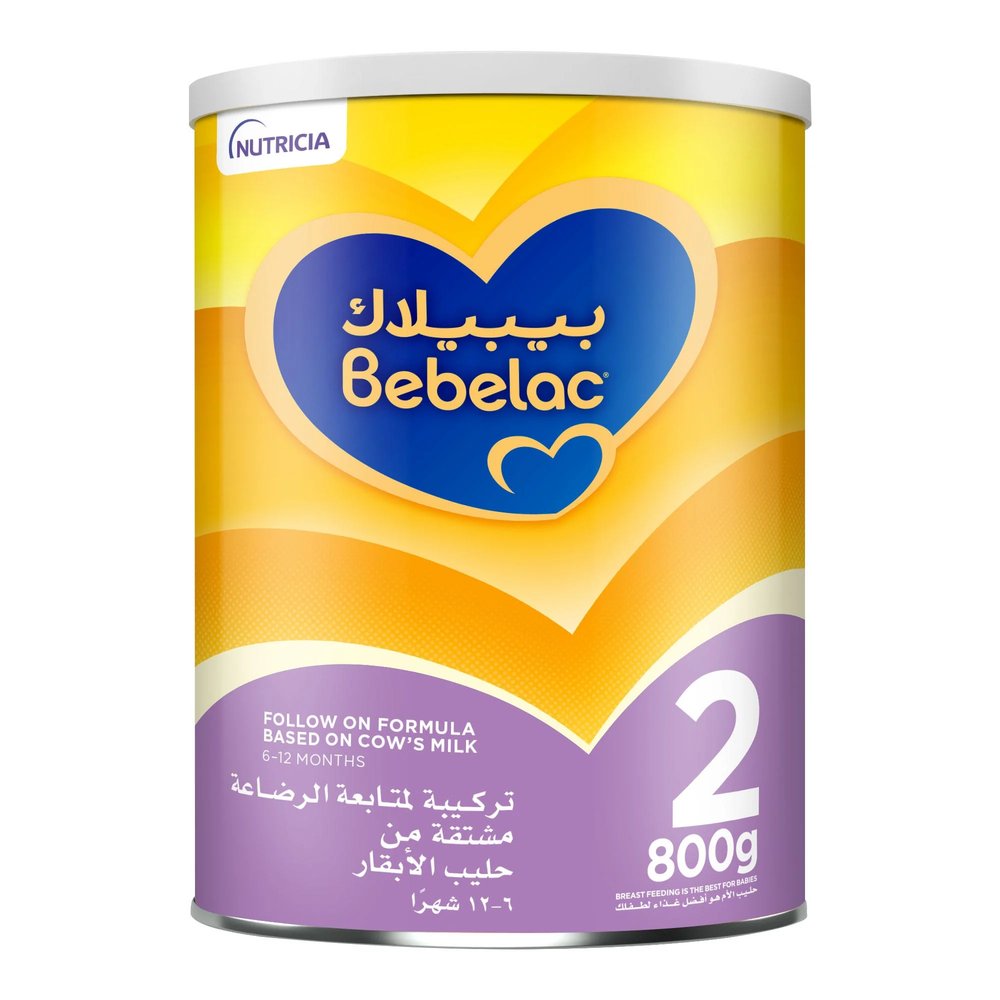 NUTRICIA
بيبيلاك
Bebelac®
FOLLOW ON FORMULA
BASED ON COW'S MILK
6-12 MONTHS
تركيبة لمتابعة الرضاعة
مشتقة من
حليب الأبقار
٦-١٢ شهرًا
2
800g
BREAST FEEDING IS THE BEST FOR BABIES
حليب الأم هو أفضل غذاء لطفلك